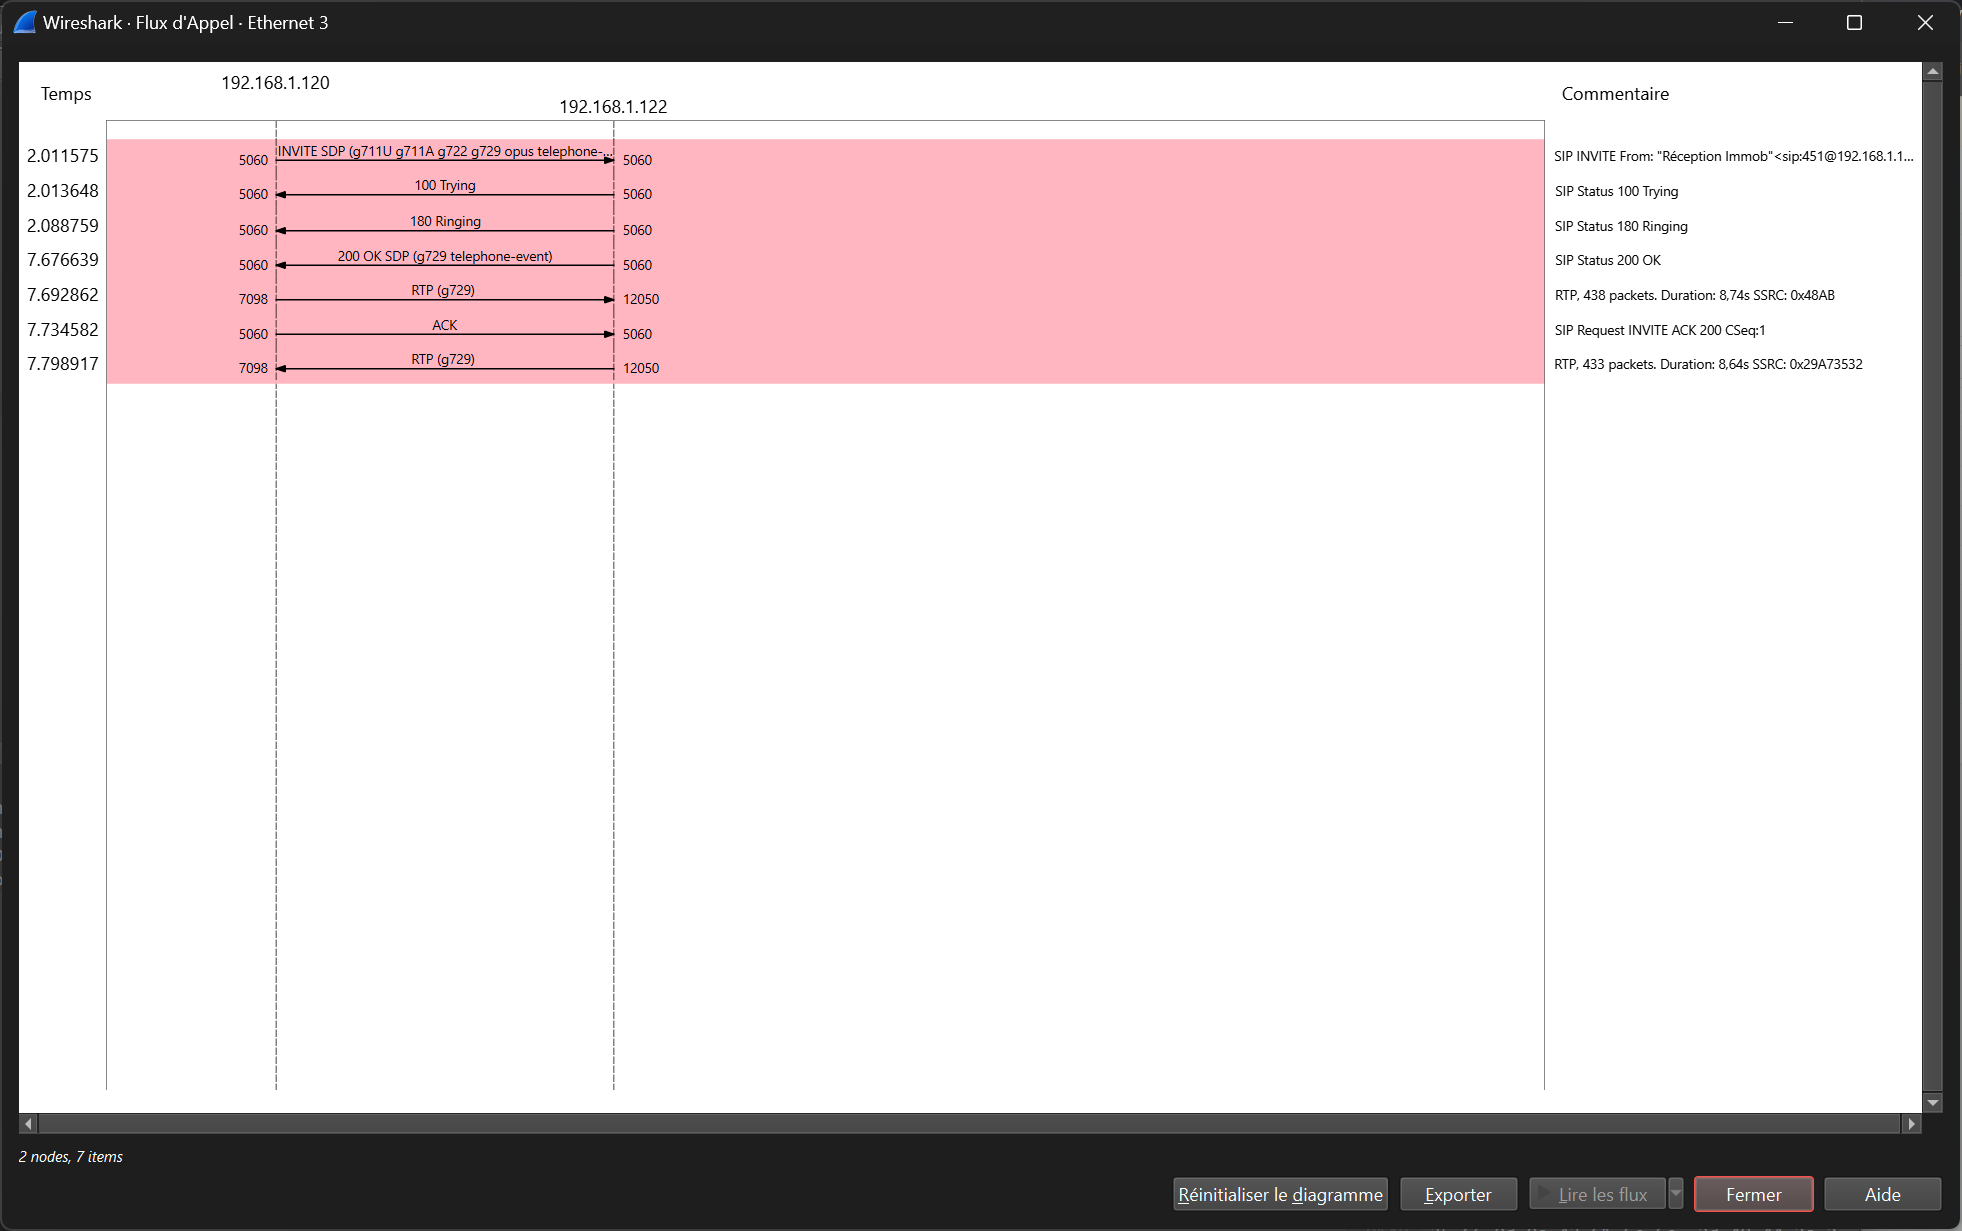 Wireshark · Flux d'Appel · Ethernet 3
Temps
192.168.1.120
192.168.1.122
Commentaire
2.011575
5060
INVITE SDP (g711U g711A g722 g729 opus telephone-...
5060
SIP INVITE From: "Réception Immob"<sip:451@192.168.1.1...
2.013648
5060
100 Trying
5060
SIP Status 100 Trying
2.088759
5060
180 Ringing
5060
SIP Status 180 Ringing
7.676639
5060
200 OK SDP (g729 telephone-event)
5060
SIP Status 200 OK
7.692862
7098
RTP (g729)
12050
RTP, 438 packets. Duration: 8,74s SSRC: 0x48AB
7.734582
5060
ACK
5060
SIP Request INVITE ACK 200 CSeq:1
7.798917
7098
RTP (g729)
12050
RTP, 433 packets. Duration: 8,64s SSRC: 0x29A73532
2 nodes, 7 items
Réinitialiser le diagramme
Exporter
Lire les flux
Fermer
Aide